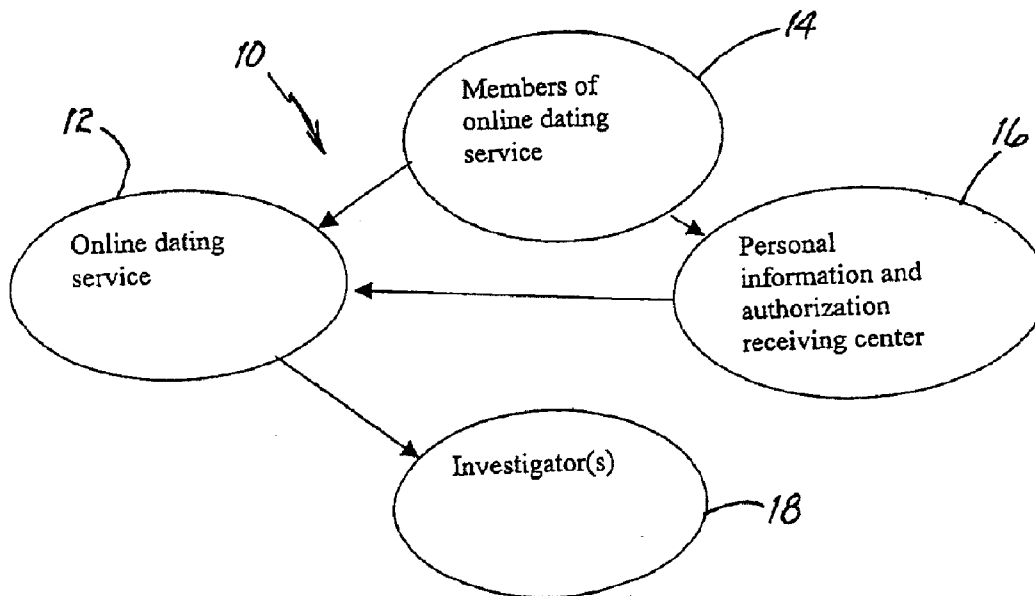 14
10
Members of
online dating
service
12
16
Online dating
service
Personal
information and
authorization
receiving center
Investigator(s)
18